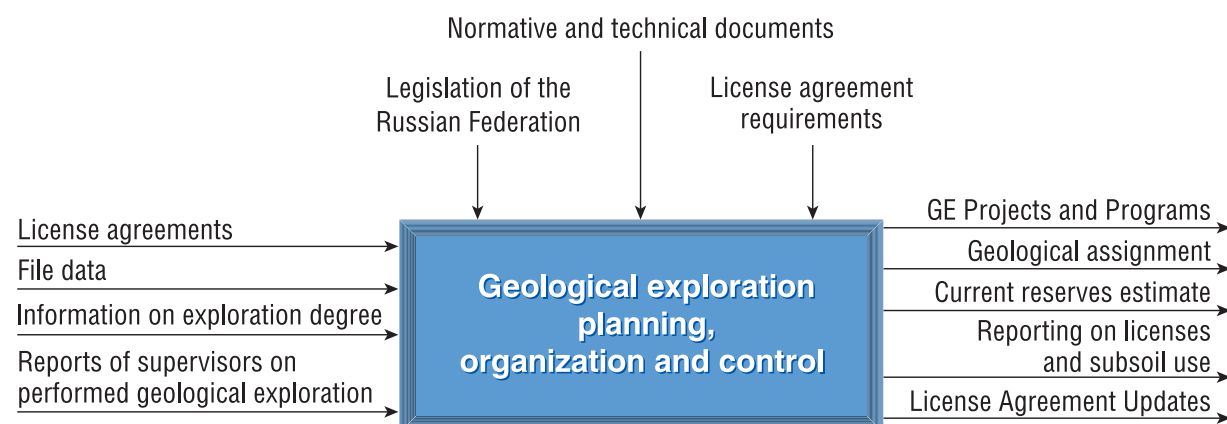 Normative and technical documents
Legislation of the
Russian Federation
License agreement
requirements
License agreements
File data
Information on exploration degree
Reports of supervisors on
performed geological exploration
Geological exploration
planning,
organization and control
GE Projects and Programs
Geological assignment
Current reserves estimate
Reporting on licenses
and subsoil use
License Agreement Updates